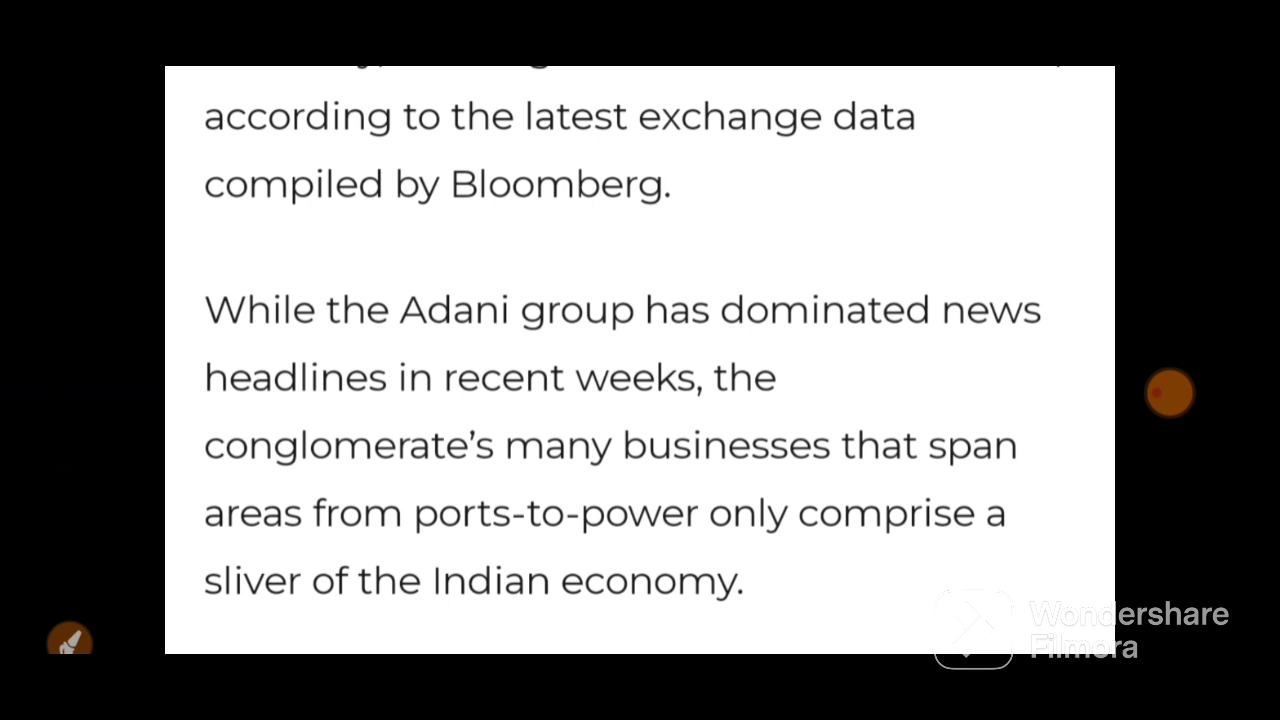 according to the latest exchange data
compiled by Bloomberg.
While the Adani group has dominated news
headlines in recent weeks, the
conglomerate’s many businesses that span
areas from ports-to-power only comprise a
sliver of the Indian economy.
Wondershare
Filmora